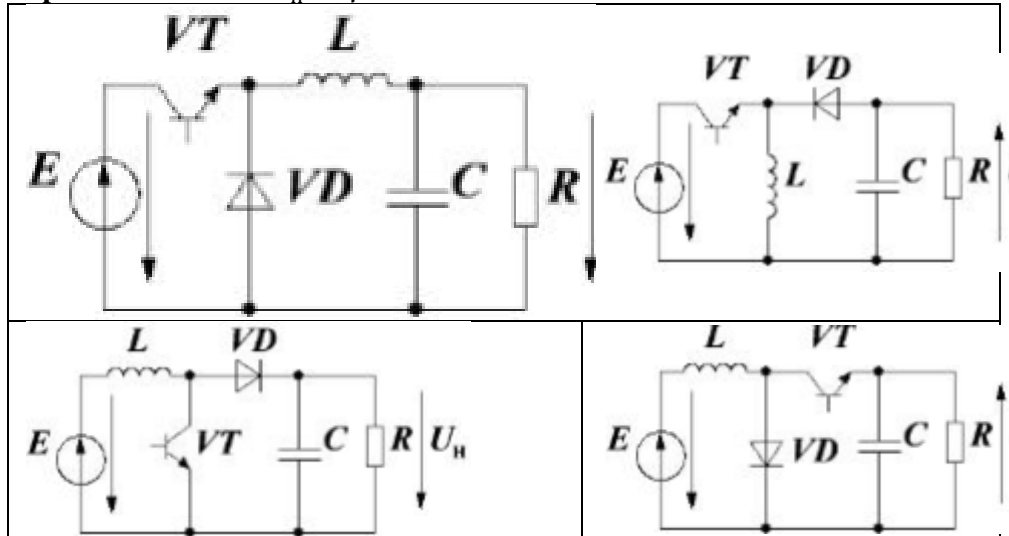 VT L
E VD C R
VT VD
E L C R
L VD
E VT C R Uн
L VT
E VD C R